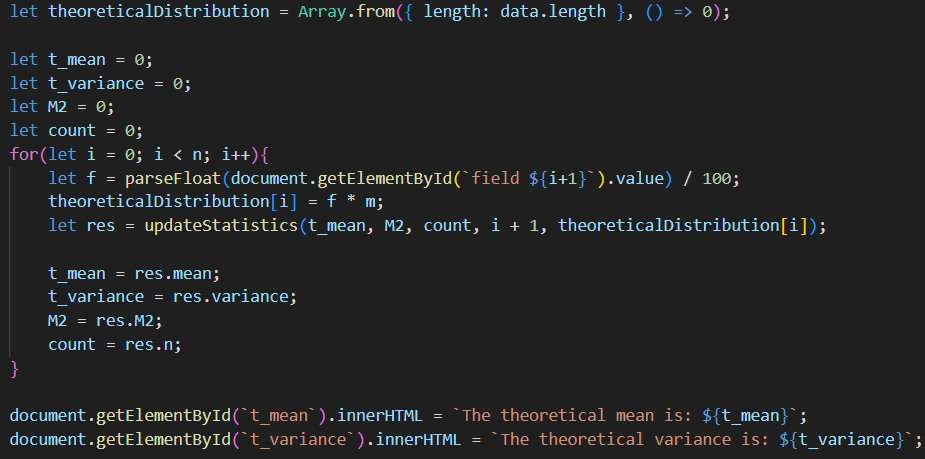 let theoreticalDistribution = Array.from({ length: data.length }, () => 0);
let t_mean = 0;
let t_variance = 0;
let M2 = 0;
let count = 0;
for(let i = 0; i < n; i++){
let f = parseFloat(document.getElementById(`field ${i+1}`).value) / 100;
theoreticalDistribution[i] = f * m;
let res = updateStatistics(t_mean, M2, count, i + 1, theoreticalDistribution[i]);
t_mean = res.mean;
t_variance = res.variance;
M2 = res.M2;
count = res.n;
}
document.getElementById(`t_mean`).innerHTML = `The theoretical mean is: ${t_mean}`;
document.getElementById(`t_variance`).innerHTML = `The theoretical variance is: ${t_variance}`;